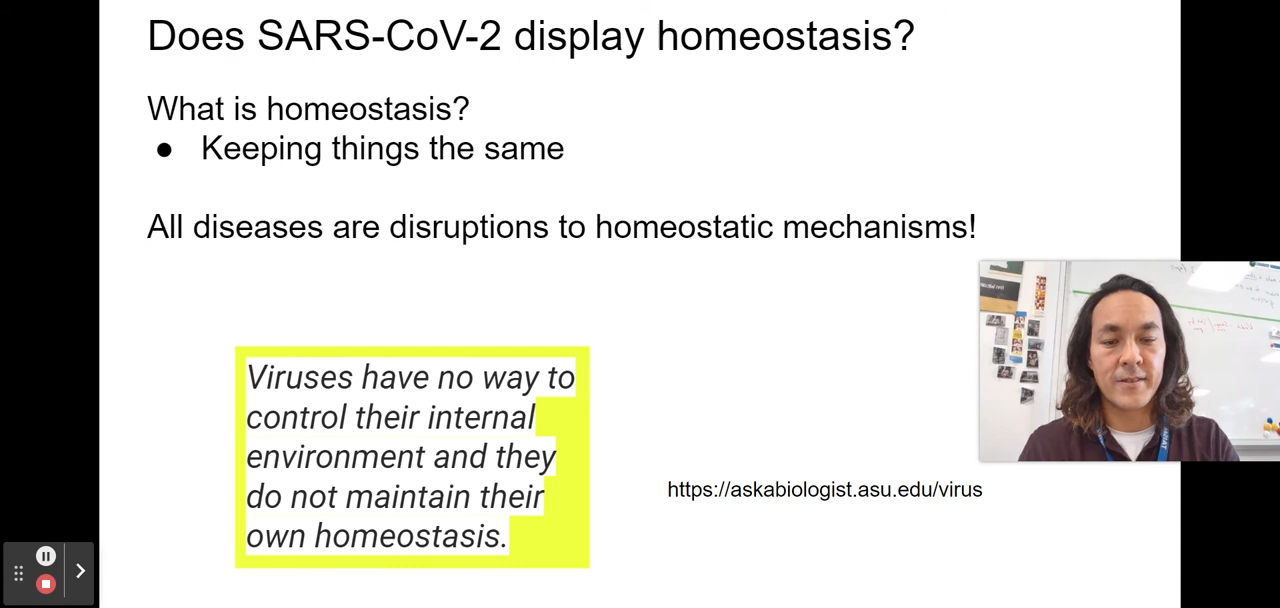 Does SARS-CoV-2 display homeostasis?
What is homeostasis?
● Keeping things the same
All diseases are disruptions to homeostatic mechanisms!
Viruses have no way to
control their internal
environment and they
do not maintain their
own homeostasis.
https://askabiologist.asu.edu/virus